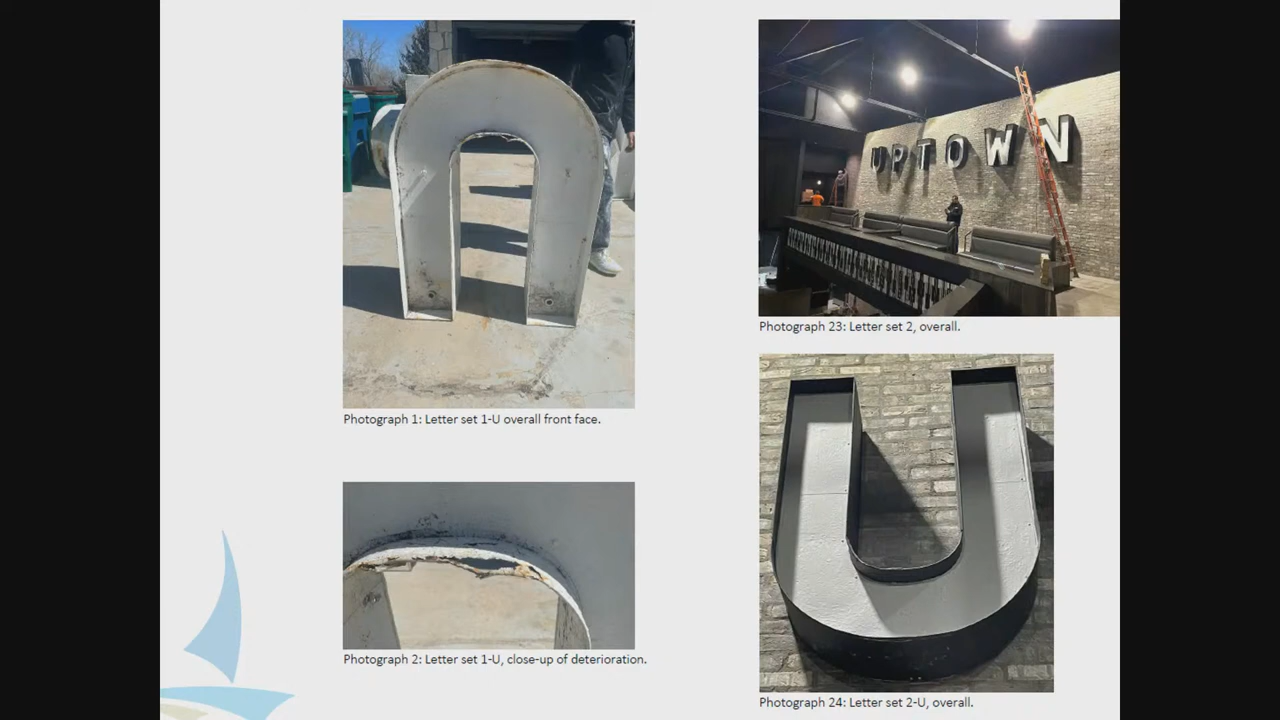 Photograph 1: Letter set 1-U overall front face.
Photograph 2: Letter set 1-U, close-up of deterioration.
UPTOWN
Photograph 23: Letter set 2, overall.
Photograph 24: Letter set 2-U, overall.